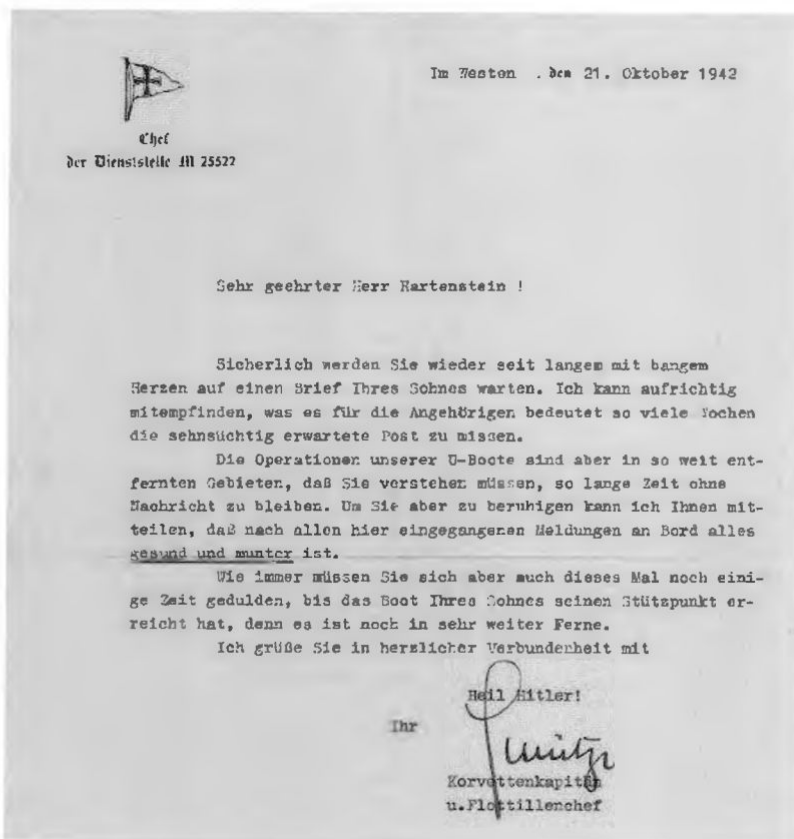 Im Westen . den 21. Oktober 1942
Chef
der Dienststelle M 25522
Sehr geehrter Herr Hartenstein !
Sicherlich werden Sie wieder seit langem mit bangem
Herzen auf einen Brief Ihres Sohnes warten. Ich kann aufrichtig
mitempfinden, was es für die Angehörigen bedeutet so viele Wochen
die sehnsüchtig erwartete Post zu missen.
Die Operationen unserer U-Boote sind aber in so weit ent-
fernten Gebieten, daß Sie verstehen müssen, so lange Zeit ohne
Nachricht zu bleiben. Um Sie aber zu beruhigen kann ich Ihnen mit-
teilen, daß nach allen hier eingegangenen Meldungen an Bord alles
gesund und munter ist.
Wie immer müssen Sie sich aber auch dieses Mal noch eini-
ge Zeit gedulden, bis das Boot Ihres Sohnes seinen Stützpunkt er-
reicht hat, denn es ist noch in sehr weiter Ferne.
Ich grüße Sie in herzlicher Verbundenheit mit
Heil Hitler!
Ihr
Korvettenkapitän
u.Flottillenchef